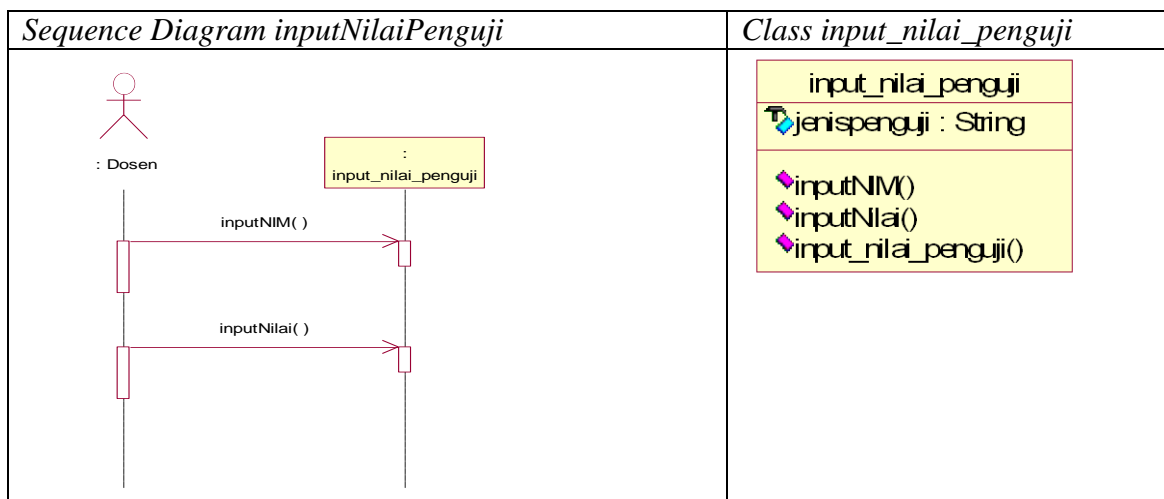 Sequence Diagram inputNilaiPenguji
Class input_nilai_penguji
: Dosen
:
input_nilai_penguji
inputNIM( )
inputNilai( )
input_nilai_penguji
jenispenguji : String
inputNIM()
inputNilai()
input_nilai_penguji()